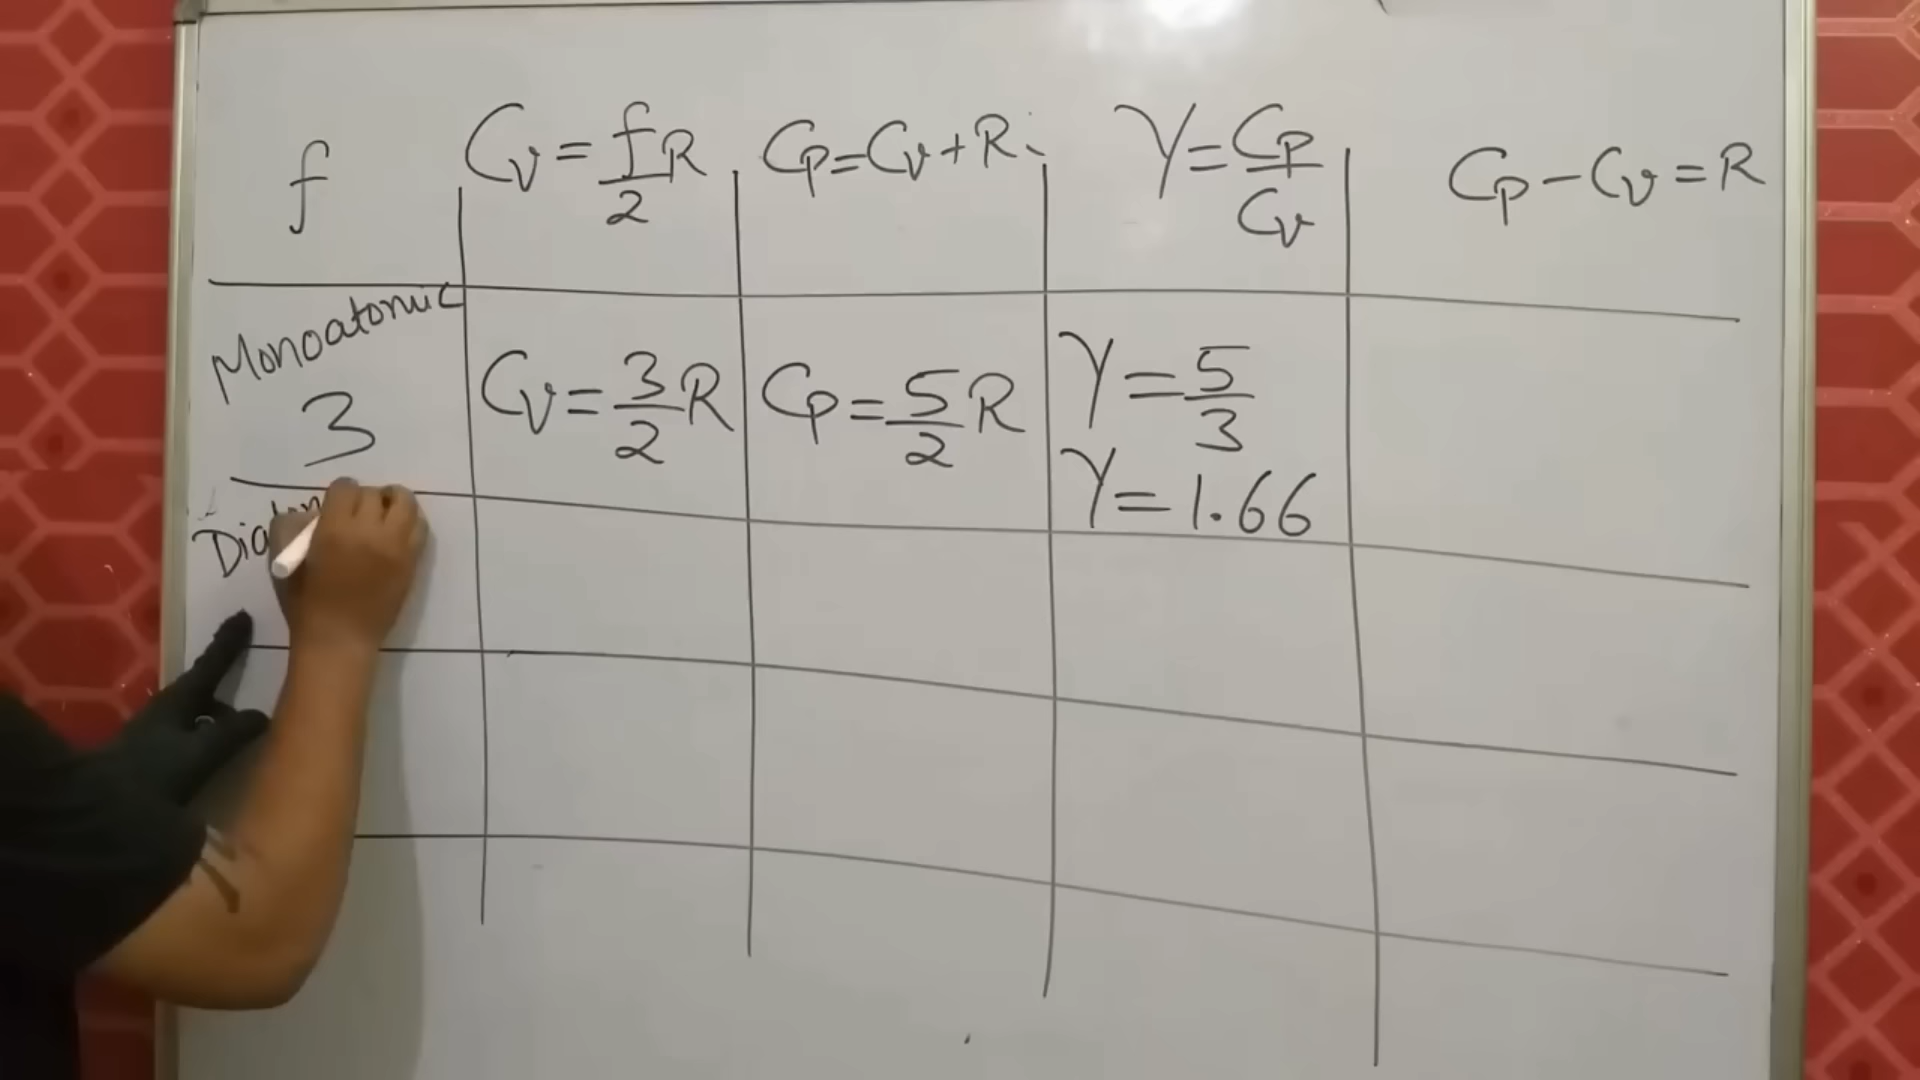 f
Cv = f/2 R
Cp = Cv + R
γ = Cp/Cv
Cp - Cv = R
Monoatomic
3
Cv = 3/2 R
Cp = 5/2 R
γ = 5/3
γ = 1.66